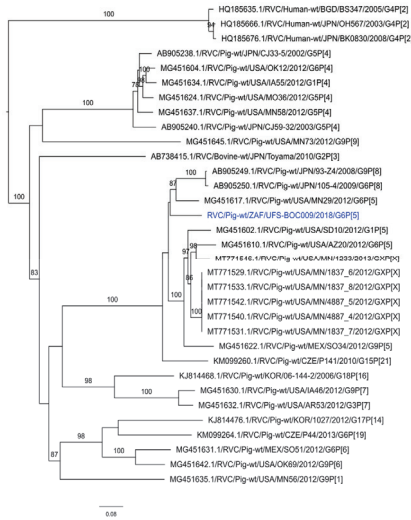 HQ185635.1/RVC/Human-wt/BGD/BS347/2005/G4P[2]
HQ185666.1/RVC/Human-wt/JPN/OH567/2003/G4P[2]
94
HQ185676.1/RVC/Human-wt/JPN/BK0830/2008/G4P[2
100
AB905238.1/RVC/Pig-wt/JPN/CJ33-5/2002/G5P[4]
MG451604.1/RVC/Pig-wt/USA/OK12/2012/G6P[4]
100
MG451634.1/RVC/Pig-wt/USA/IA55/2012/G1P[4]
MG451624.1/RVC/Pig-wt/USA/MO36/2012/G5P[4]
100
MG451637.1/RVC/Pig-wt/USA/MN58/2012/G5P[4]
AB905240.1/RVC/Pig-wt/JPN/CJ59-32/2003/G5P[4]
MG451645.1/RVC/Pig-wt/USA/MN73/2012/G9P[9]
100
AB738415.1/RVC/Bovine-wt/JPN/Toyama/2010/G2P[3]
AB905249.1/RVC/Pig-wt/JPN/93-Z4/2008/G9P[8]
87
AB905250.1/RVC/Pig-wt/JPN/105-4/2009/G6P[8]
MG451617.1/RVC/Pig-wt/USA/MN29/2012/G6P[5]
RVC/Pig-wt/ZAF/UFS-BOC009/2018/G6P[5]
MG451602.1/RVC/Pig-wt/USA/SD10/2012/G1P[5]
98
MG451610.1/RVC/Pig-wt/USA/AZ20/2012/G6P[5]
97
MT771529.1/RVC/Pig-wt/USA/MN/1837_6/2012/GXP[X]
83
86
MT771533.1/RVC/Pig-wt/USA/MN/1837_8/2012/GXP[X]
MT771542.1/RVC/Pig-wt/USA/MN/4887_5/2012/GXP[X]
100
100
MT771540.1/RVC/Pig-wt/USA/MN/4887_4/2012/GXP[X]
MT771531.1/RVC/Pig-wt/USA/MN/1837_7/2012/GXP[X]
MG451622.1/RVC/Pig-wt/MEX/SO34/2012/G9P[5]
KM099260.1/RVC/Pig-wt/CZE/P141/2010/G15P[21]
KJ814468.1/RVC/Pig-wt/KOR/06-144-2/2006/G18P[16]
98
MG451630.1/RVC/Pig-wt/USA/IA46/2012/G9P[7]
100
MG451632.1/RVC/Pig-wt/USA/AR53/2012/G3P[7]
KJ814476.1/RVC/Pig-wt/KOR/1027/2012/G17P[14]
98
KM099264.1/RVC/Pig-wt/CZE/P44/2013/G6P[19]
MG451631.1/RVC/Pig-wt/MEX/SO51/2012/G6P[6]
87
100
MG451642.1/RVC/Pig-wt/USA/OK69/2012/G9P[6]
MG451635.1/RVC/Pig-wt/USA/MN56/2012/G9P[1]
0.08